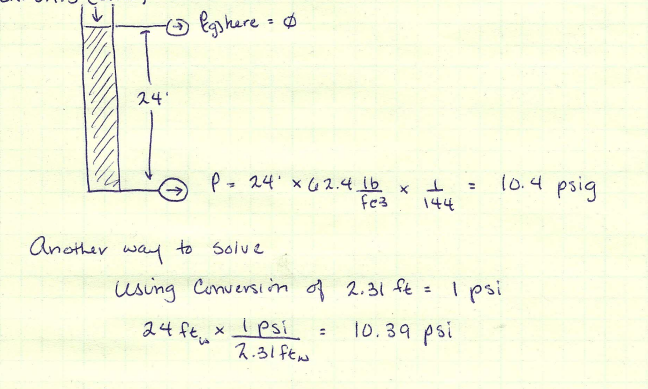 Pgs here = Ø
24'
P = 24' × 62.4 lb/ft3 × 1/144 = 10.4 psig
Another way to solve
Using Conversion of 2.31 ft = 1 psi
24 ftw × 1 psi/2.31 ftw = 10.39 psi